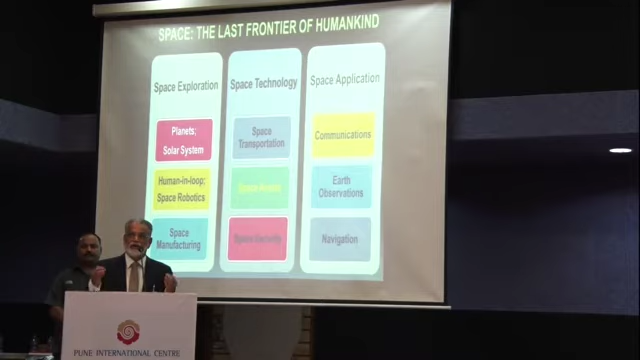 SPACE: THE LAST FRONTIER OF HUMANKIND
Space Exploration
Planets;
Solar System
Human-in-loop;
Space Robotics
Space
Manufacturing
Space Technology
Space
Transportation
Space
Space Security
Space Application
Communications
Earth
Observations
Navigation
PUNE INTERNATIONAL CENTRE